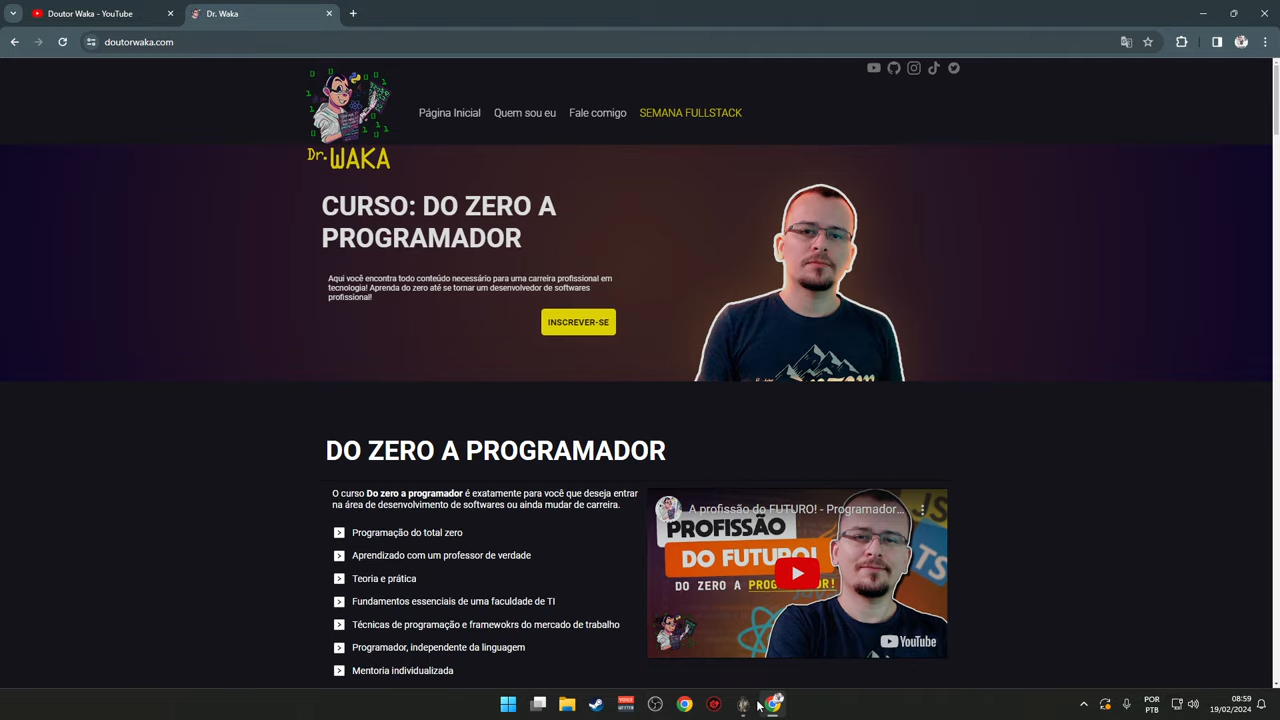 Doutor Waka - YouTube
Dr. Waka
doutorwaka.com
Dr. WAKA
Página Inicial
Quem sou eu
Fale comigo
SEMANA FULLSTACK
CURSO: DO ZERO A
PROGRAMADOR
Aqui você encontra todo conteúdo necessário para uma carreira profissional em
tecnologia! Aprenda do zero até se tornar um desenvolvedor de softwares
profissional!
INSCREVER-SE
DO ZERO A PROGRAMADOR
O curso Do zero a programador é exatamente para você que deseja entrar
na área de desenvolvimento de softwares ou ainda mudar de carreira.
Programação do total zero
Aprendizado com um professor de verdade
Teoria e prática
Fundamentos essenciais de uma faculdade de TI
Técnicas de programação e framewokrs do mercado de trabalho
Programador, independente da linguagem
Mentoria individualizada
A profissão do FUTURO! - Programador...
PROFISSÃO
DO FUTURO!
DO ZERO A PROGRAMADOR!
JS
TS
YouTube
POR
PTB
08:59
19/02/2024